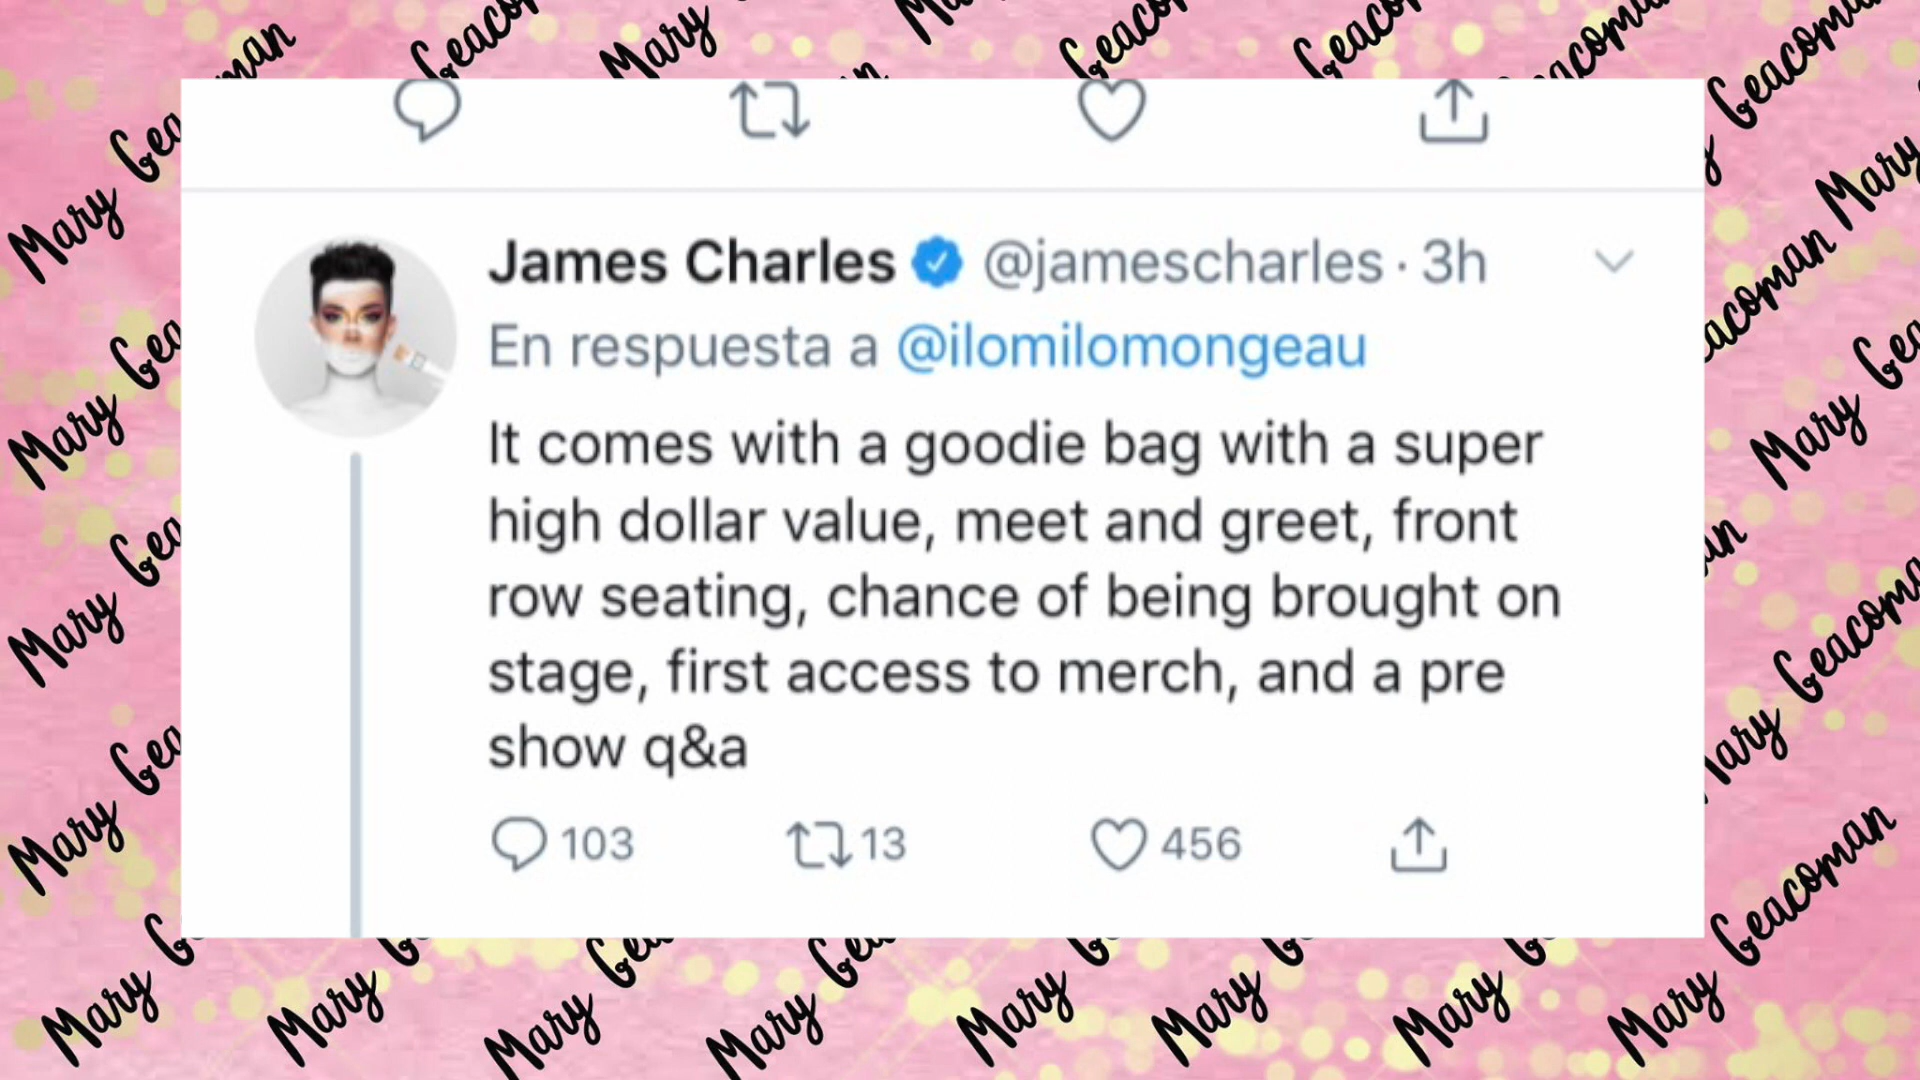 James Charles @jamescharles · 3h
En respuesta a @ilomilomongeau
It comes with a goodie bag with a super
high dollar value, meet and greet, front
row seating, chance of being brought on
stage, first access to merch, and a pre
show q&a
103 13 456
Mary Geacoman